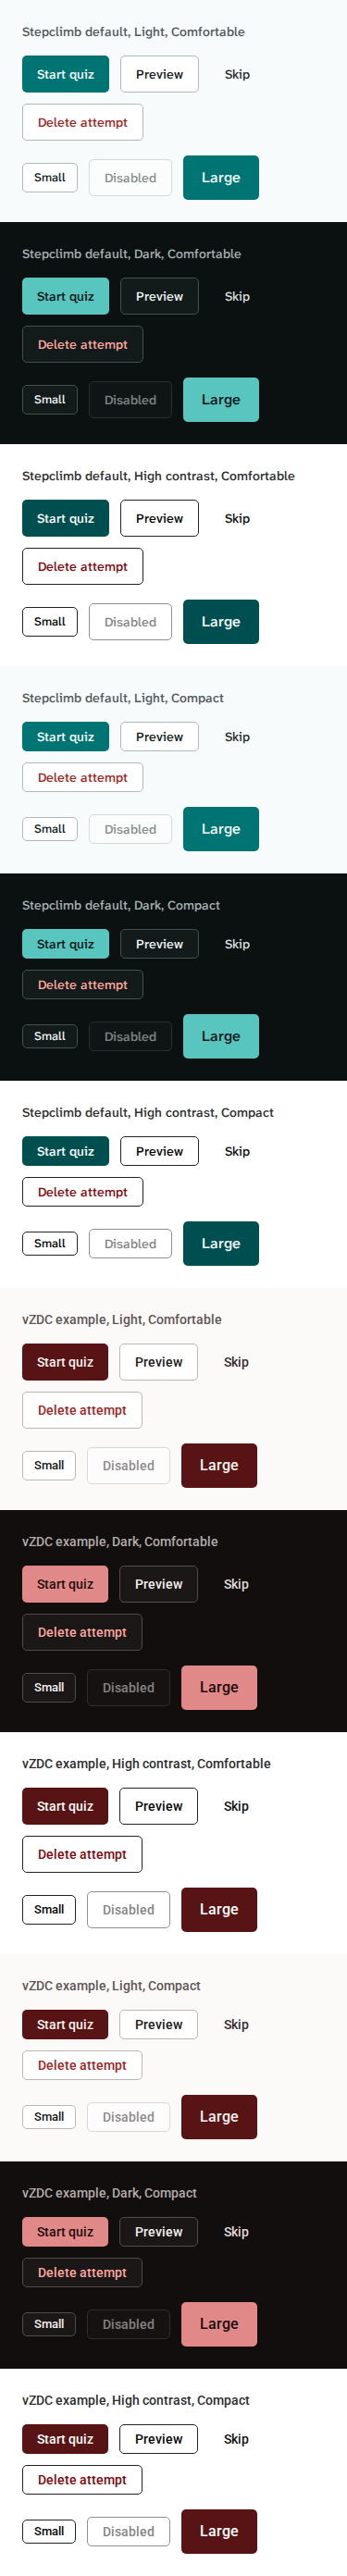 Stepclimb default, Light, Comfortable
Start quiz Preview Skip
Delete attempt
Small Disabled Large
Stepclimb default, Dark, Comfortable
Start quiz Preview Skip
Delete attempt
Small Disabled Large
Stepclimb default, High contrast, Comfortable
Start quiz Preview Skip
Delete attempt
Small Disabled Large
Stepclimb default, Light, Compact
Start quiz Preview Skip
Delete attempt
Small Disabled Large
Stepclimb default, Dark, Compact
Start quiz Preview Skip
Delete attempt
Small Disabled Large
Stepclimb default, High contrast, Compact
Start quiz Preview Skip
Delete attempt
Small Disabled Large
vZDC example, Light, Comfortable
Start quiz Preview Skip
Delete attempt
Small Disabled Large
vZDC example, Dark, Comfortable
Start quiz Preview Skip
Delete attempt
Small Disabled Large
vZDC example, High contrast, Comfortable
Start quiz Preview Skip
Delete attempt
Small Disabled Large
vZDC example, Light, Compact
Start quiz Preview Skip
Delete attempt
Small Disabled Large
vZDC example, Dark, Compact
Start quiz Preview Skip
Delete attempt
Small Disabled Large
vZDC example, High contrast, Compact
Start quiz Preview Skip
Delete attempt
Small Disabled Large